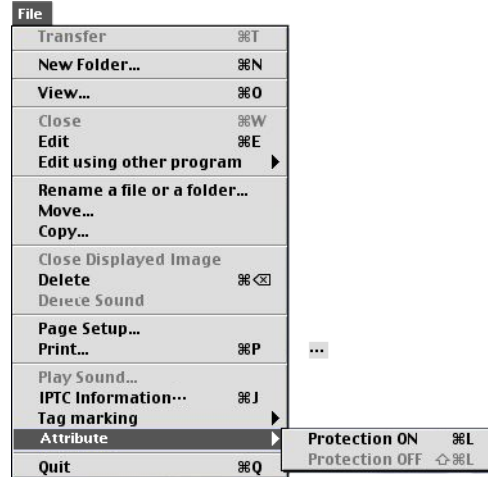 File
Transfer ⌘T
New Folder... ⌘N
View... ⌘O
Close ⌘W
Edit ⌘E
Edit using other program
Rename a file or a folder...
Move...
Copy...
Close Displayed Image
Delete ⌘⌫
Delete Sound
Page Setup...
Print... ⌘P
...
Play Sound...
IPTC Information... ⌘J
Tag marking
Attribute
Protection ON ⌘L
Protection OFF ⇧⌘L
Quit ⌘Q